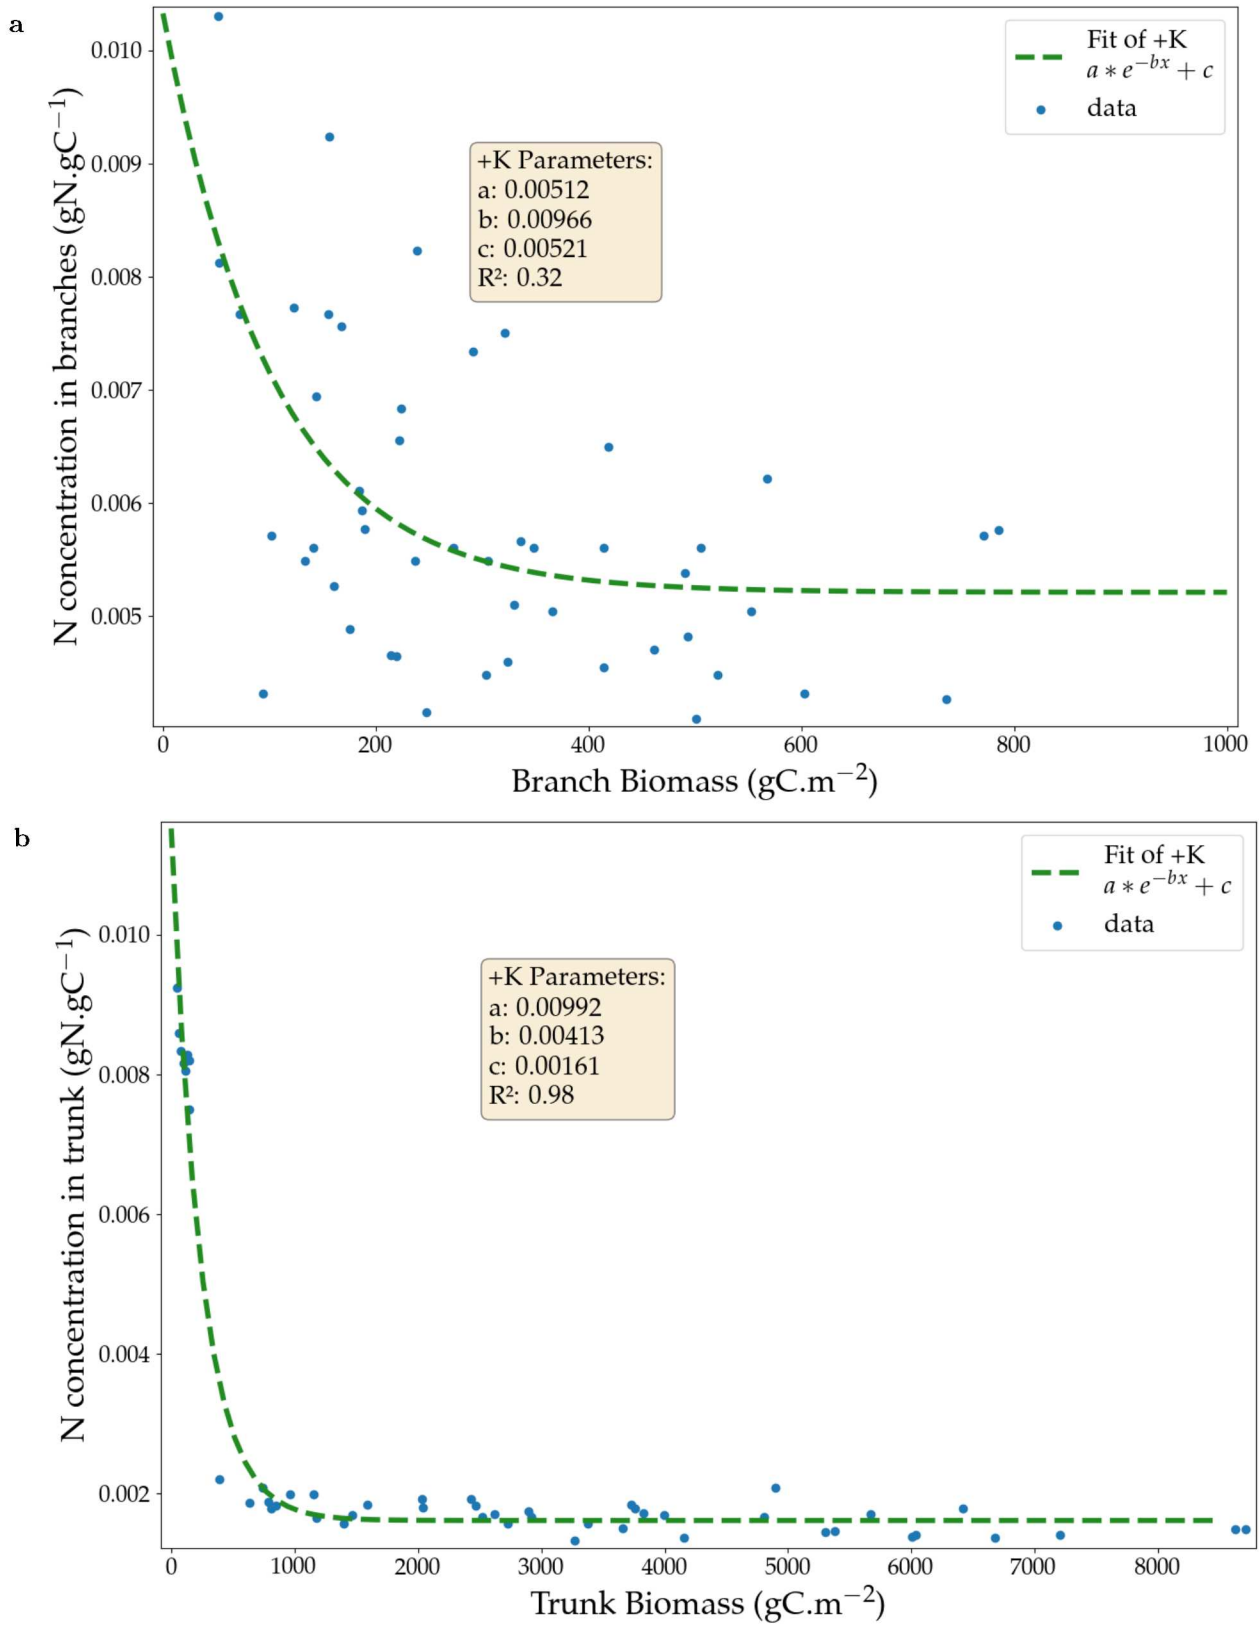 a
N concentration in branches (gN.gC−1)
0.010
0.009
0.008
0.007
0.006
0.005
Fit of +K
a ∗ e−bx + c
data
+K Parameters:
a: 0.00512
b: 0.00966
c: 0.00521
R²: 0.32
0 200 400 600 800 1000
Branch Biomass (gC.m−2)
b
N concentration in trunk (gN.gC−1)
0.010
0.008
0.006
0.004
0.002
Fit of +K
a ∗ e−bx + c
data
+K Parameters:
a: 0.00992
b: 0.00413
c: 0.00161
R²: 0.98
0 1000 2000 3000 4000 5000 6000 7000 8000
Trunk Biomass (gC.m−2)